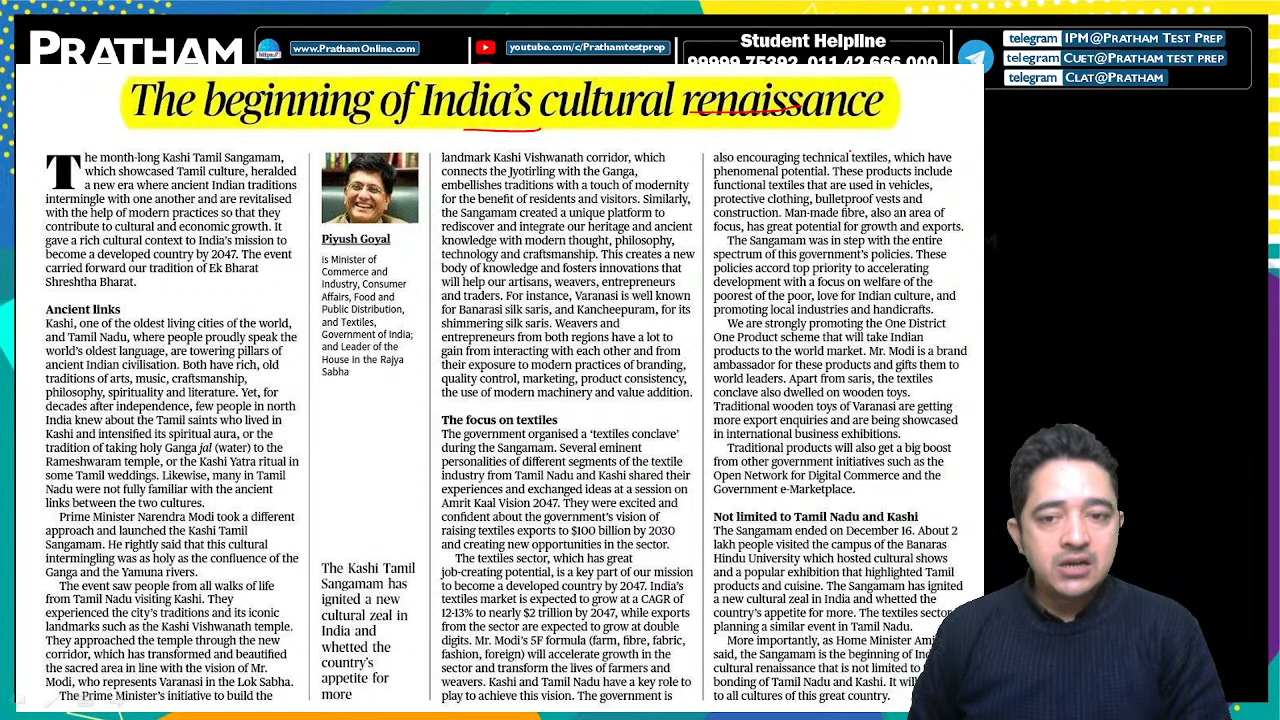 PRATHAM
https://
www.PrathamOnline.com
youtube.com/c/Prathamtestprep
Student Helpline
99999 75392, 011 42 666 000
telegram IPM@PRATHAM TEST PREP
telegram CUET@PRATHAM TEST PREP
telegram CLAT@PRATHAM
The beginning of India's cultural renaissance
The month-long Kashi Tamil Sangamam,
which showcased Tamil culture, heralded
a new era where ancient Indian traditions
intermingle with one another and are revitalised
with the help of modern practices so that they
contribute to cultural and economic growth. It
gave a rich cultural context to India's mission to
become a developed country by 2047. The event
carried forward our tradition of Ek Bharat
Shreshtha Bharat.
Ancient links
Kashi, one of the oldest living cities of the world,
and Tamil Nadu, where people proudly speak the
world's oldest language, are towering pillars of
ancient Indian civilisation. Both have rich, old
traditions of arts, music, craftsmanship,
philosophy, spirituality and literature. Yet, for
decades after independence, few people in north
India knew about the Tamil saints who lived in
Kashi and intensified its spiritual aura, or the
tradition of taking holy Ganga jal (water) to the
Rameshwaram temple, or the Kashi Yatra ritual in
some Tamil weddings. Likewise, many in Tamil
Nadu were not fully familiar with the ancient
links between the two cultures.
Prime Minister Narendra Modi took a different
approach and launched the Kashi Tamil
Sangamam. He rightly said that this cultural
intermingling was as holy as the confluence of the
Ganga and the Yamuna rivers.
The event saw people from all walks of life
from Tamil Nadu visiting Kashi. They
experienced the city's traditions and its iconic
landmarks such as the Kashi Vishwanath temple.
They approached the temple through the new
corridor, which has transformed and beautified
the sacred area in line with the vision of Mr.
Modi, who represents Varanasi in the Lok Sabha.
The Prime Minister's initiative to build the
Piyush Goyal
is Minister of
Commerce and
Industry, Consumer
Affairs, Food and
Public Distribution,
and Textiles,
Government of India;
and Leader of the
House in the Rajya
Sabha
The Kashi Tamil
Sangamam has
ignited a new
cultural zeal in
India and
whetted the
country's
appetite for
more
landmark Kashi Vishwanath corridor, which
connects the Jyotirling with the Ganga,
embellishes traditions with a touch of modernity
for the benefit of residents and visitors. Similarly,
the Sangamam created a unique platform to
rediscover and integrate our heritage and ancient
knowledge with modern thought, philosophy,
technology and craftsmanship. This creates a new
body of knowledge and fosters innovations that
will help our artisans, weavers, entrepreneurs
and traders. For instance, Varanasi is well known
for Banarasi silk saris, and Kancheepuram, for its
shimmering silk saris. Weavers and
entrepreneurs from both regions have a lot to
gain from interacting with each other and from
their exposure to modern practices of branding,
quality control, marketing, product consistency,
the use of modern machinery and value addition.
The focus on textiles
The government organised a 'textiles conclave'
during the Sangamam. Several eminent
personalities of different segments of the textile
industry from Tamil Nadu and Kashi shared their
experiences and exchanged ideas at a session on
Amrit Kaal Vision 2047. They were excited and
confident about the government's vision of
raising textiles exports to $100 billion by 2030
and creating new opportunities in the sector.
The textiles sector, which has great
job-creating potential, is a key part of our mission
to become a developed country by 2047. India's
textiles market is expected to grow at a CAGR of
12-13% to nearly $2 trillion by 2047, while exports
from the sector are expected to grow at double
digits. Mr. Modi's 5F formula (farm, fibre, fabric,
fashion, foreign) will accelerate growth in the
sector and transform the lives of farmers and
weavers. Kashi and Tamil Nadu have a key role to
play to achieve this vision. The government is
also encouraging technical textiles, which have
phenomenal potential. These products include
functional textiles that are used in vehicles,
protective clothing, bulletproof vests and
construction. Man-made fibre, also an area of
focus, has great potential for growth and exports.
The Sangamam was in step with the entire
spectrum of this government's policies. These
policies accord top priority to accelerating
development with a focus on welfare of the
poorest of the poor, love for Indian culture, and
promoting local industries and handicrafts.
We are strongly promoting the One District
One Product scheme that will take Indian
products to the world market. Mr. Modi is a brand
ambassador for these products and gifts them to
world leaders. Apart from saris, the textiles
conclave also dwelled on wooden toys.
Traditional wooden toys of Varanasi are getting
more export enquiries and are being showcased
in international business exhibitions.
Traditional products will also get a big boost
from other government initiatives such as the
Open Network for Digital Commerce and the
Government e-Marketplace.
Not limited to Tamil Nadu and Kashi
The Sangamam ended on December 16. About 2
lakh people visited the campus of the Banaras
Hindu University which hosted cultural shows
and a popular exhibition that highlighted Tamil
products and cuisine. The Sangamam has ignited
a new cultural zeal in India and whetted the
country's appetite for more. The textiles sector
planning a similar event in Tamil Nadu.
More importantly, as Home Minister Ami
said, the Sangamam is the beginning of Ind
cultural renaissance that is not limited to
bonding of Tamil Nadu and Kashi. It will
to all cultures of this great country.